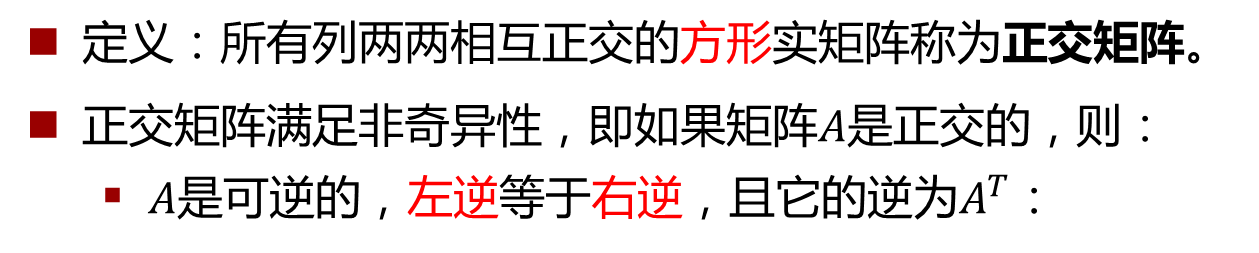 ■ 定义：所有列两两相互正交的方形实矩阵称为正交矩阵。
■ 正交矩阵满足非奇异性，即如果矩阵A是正交的，则：
▪ A是可逆的，左逆等于右逆，且它的逆为Aᵀ：